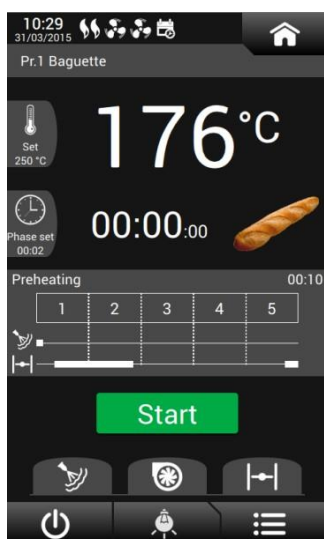 10:29
31/03/2015
Pr.1 Baguette
Set
250 °C
176°C
Phase set
00:02
00:00:00
Preheating 00:10
1 2 3 4 5
Start